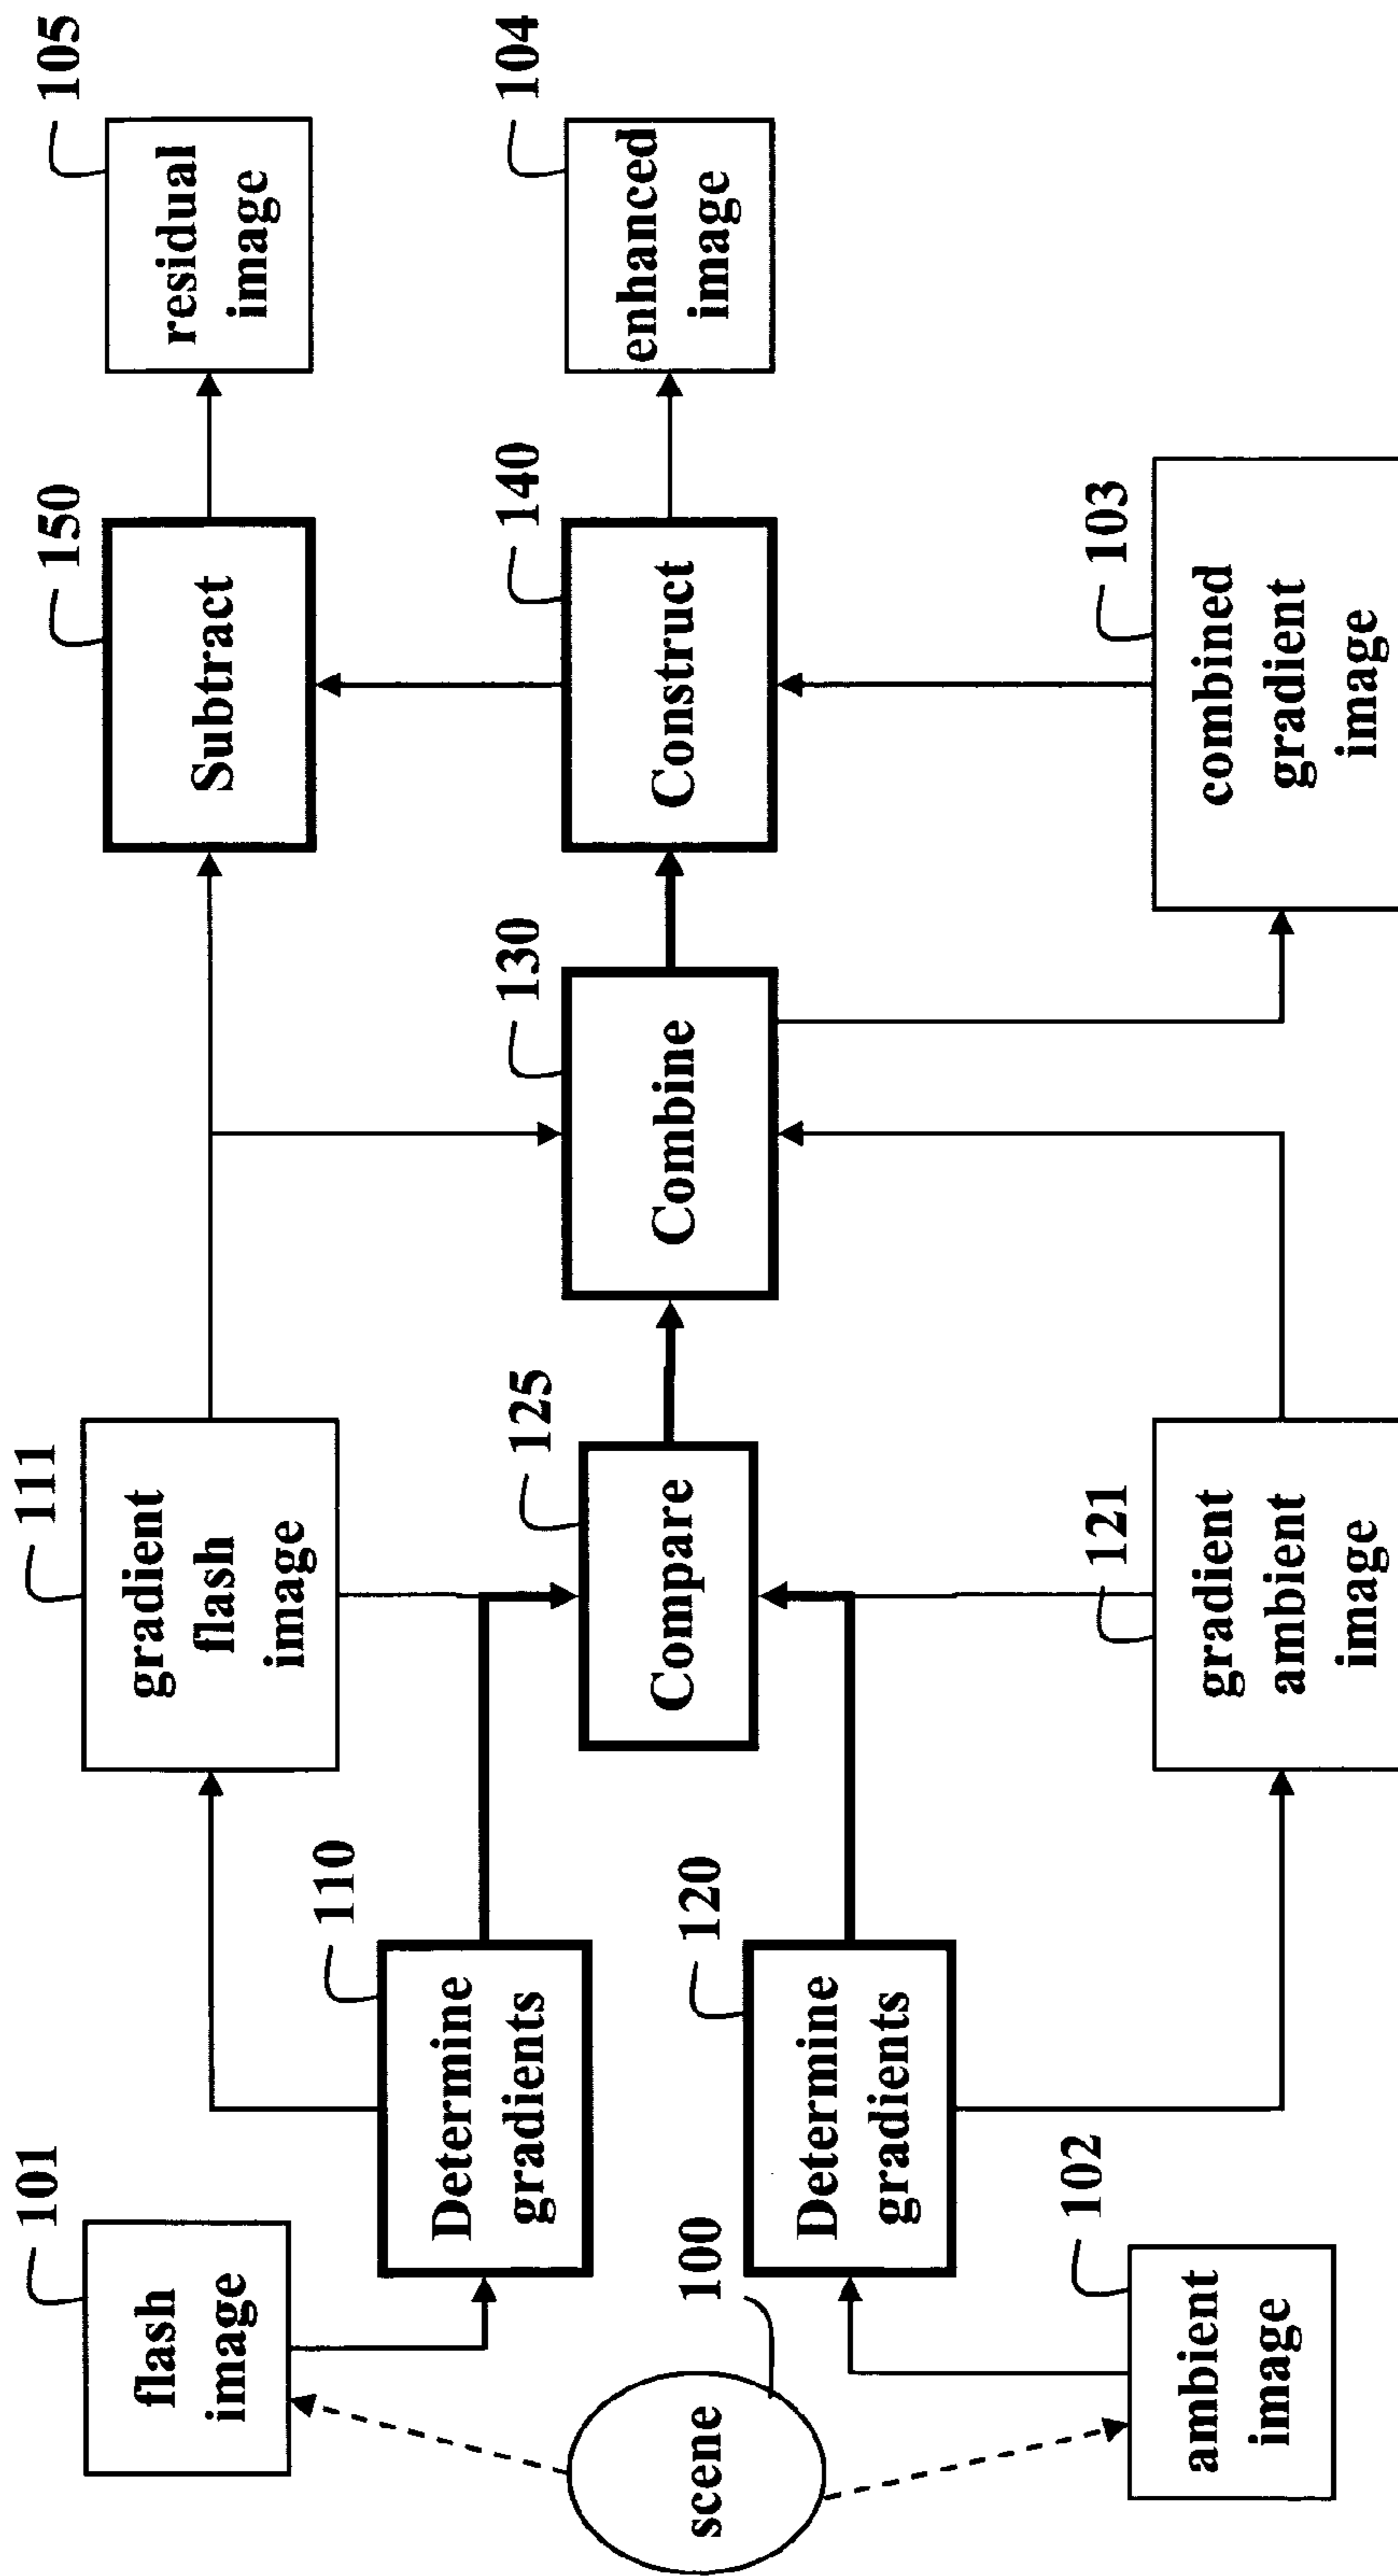 101
flash
image
scene
100
ambient
image
102
Determine
gradients
110
Determine
gradients
120
gradient
flash
image
111
Compare
125
gradient
ambient
image
121
Combine
130
Subtract
150
Construct
140
combined
gradient
image
103
residual
image
105
enhanced
image
104